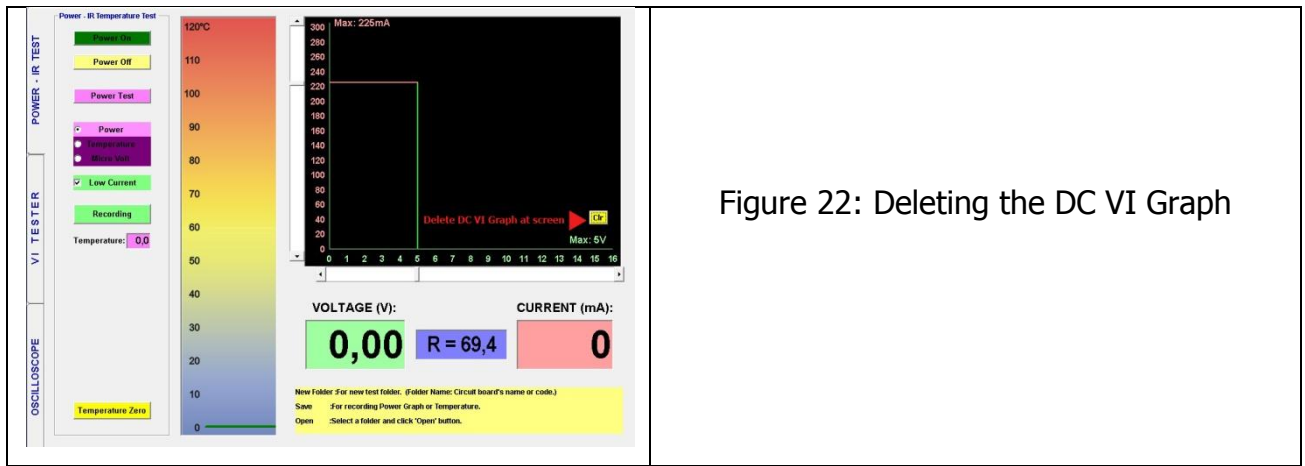 Power - IR Temperature Test
Power On
Power Off
Power Test
Power
Temperature
Micro Volt
Low Current
Recording
Temperature: 0,0
Temperature Zero
POWER - IR TEST
VI TESTER
OSCILLOSCOPE
120°C
110
100
90
80
70
60
50
40
30
20
10
0
Max: 225mA
300
280
260
240
220
200
180
160
140
120
100
80
60
40
20
0
Delete DC VI Graph at screen
Clr
Max: 5V
0 1 2 3 4 5 6 7 8 9 10 11 12 13 14 15 16
VOLTAGE (V):
CURRENT (mA):
0,00
R = 69,4
0
New Folder :For new test folder. (Folder Name: Circuit board's name or code.)
Save :For recording Power Graph or Temperature.
Open :Select a folder and click 'Open' button.
Figure 22: Deleting the DC VI Graph